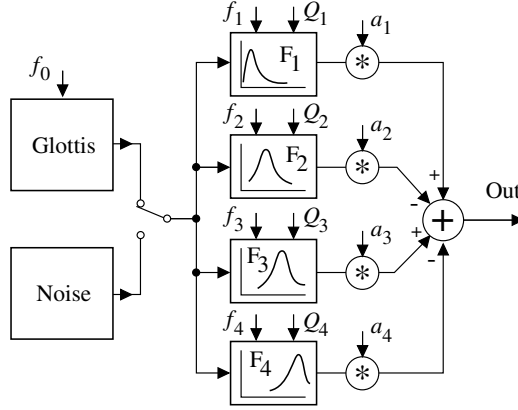 f1 Q1 a1
F1
f0
Glottis
f2 Q2 a2
F2
+
-
Out
+
+
-
f3 Q3 a3
F3
Noise
f4 Q4 a4
F4
*
*
*
*